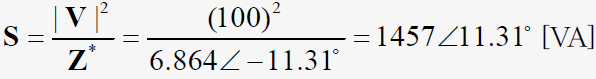 S = | V |² / Z* = (100)² / 6.864∠−11.31° = 1457∠11.31° [VA]